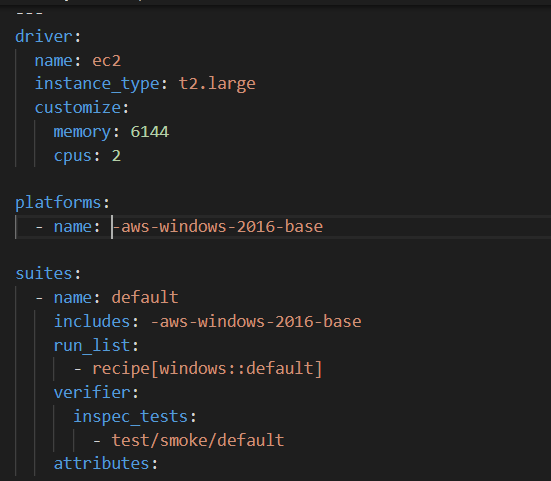 ---
driver:
  name: ec2
  instance_type: t2.large
  customize:
    memory: 6144
    cpus: 2
platforms:
  - name: -aws-windows-2016-base
suites:
  - name: default
    includes: -aws-windows-2016-base
    run_list:
      - recipe[windows::default]
    verifier:
      inspec_tests:
        - test/smoke/default
    attributes: